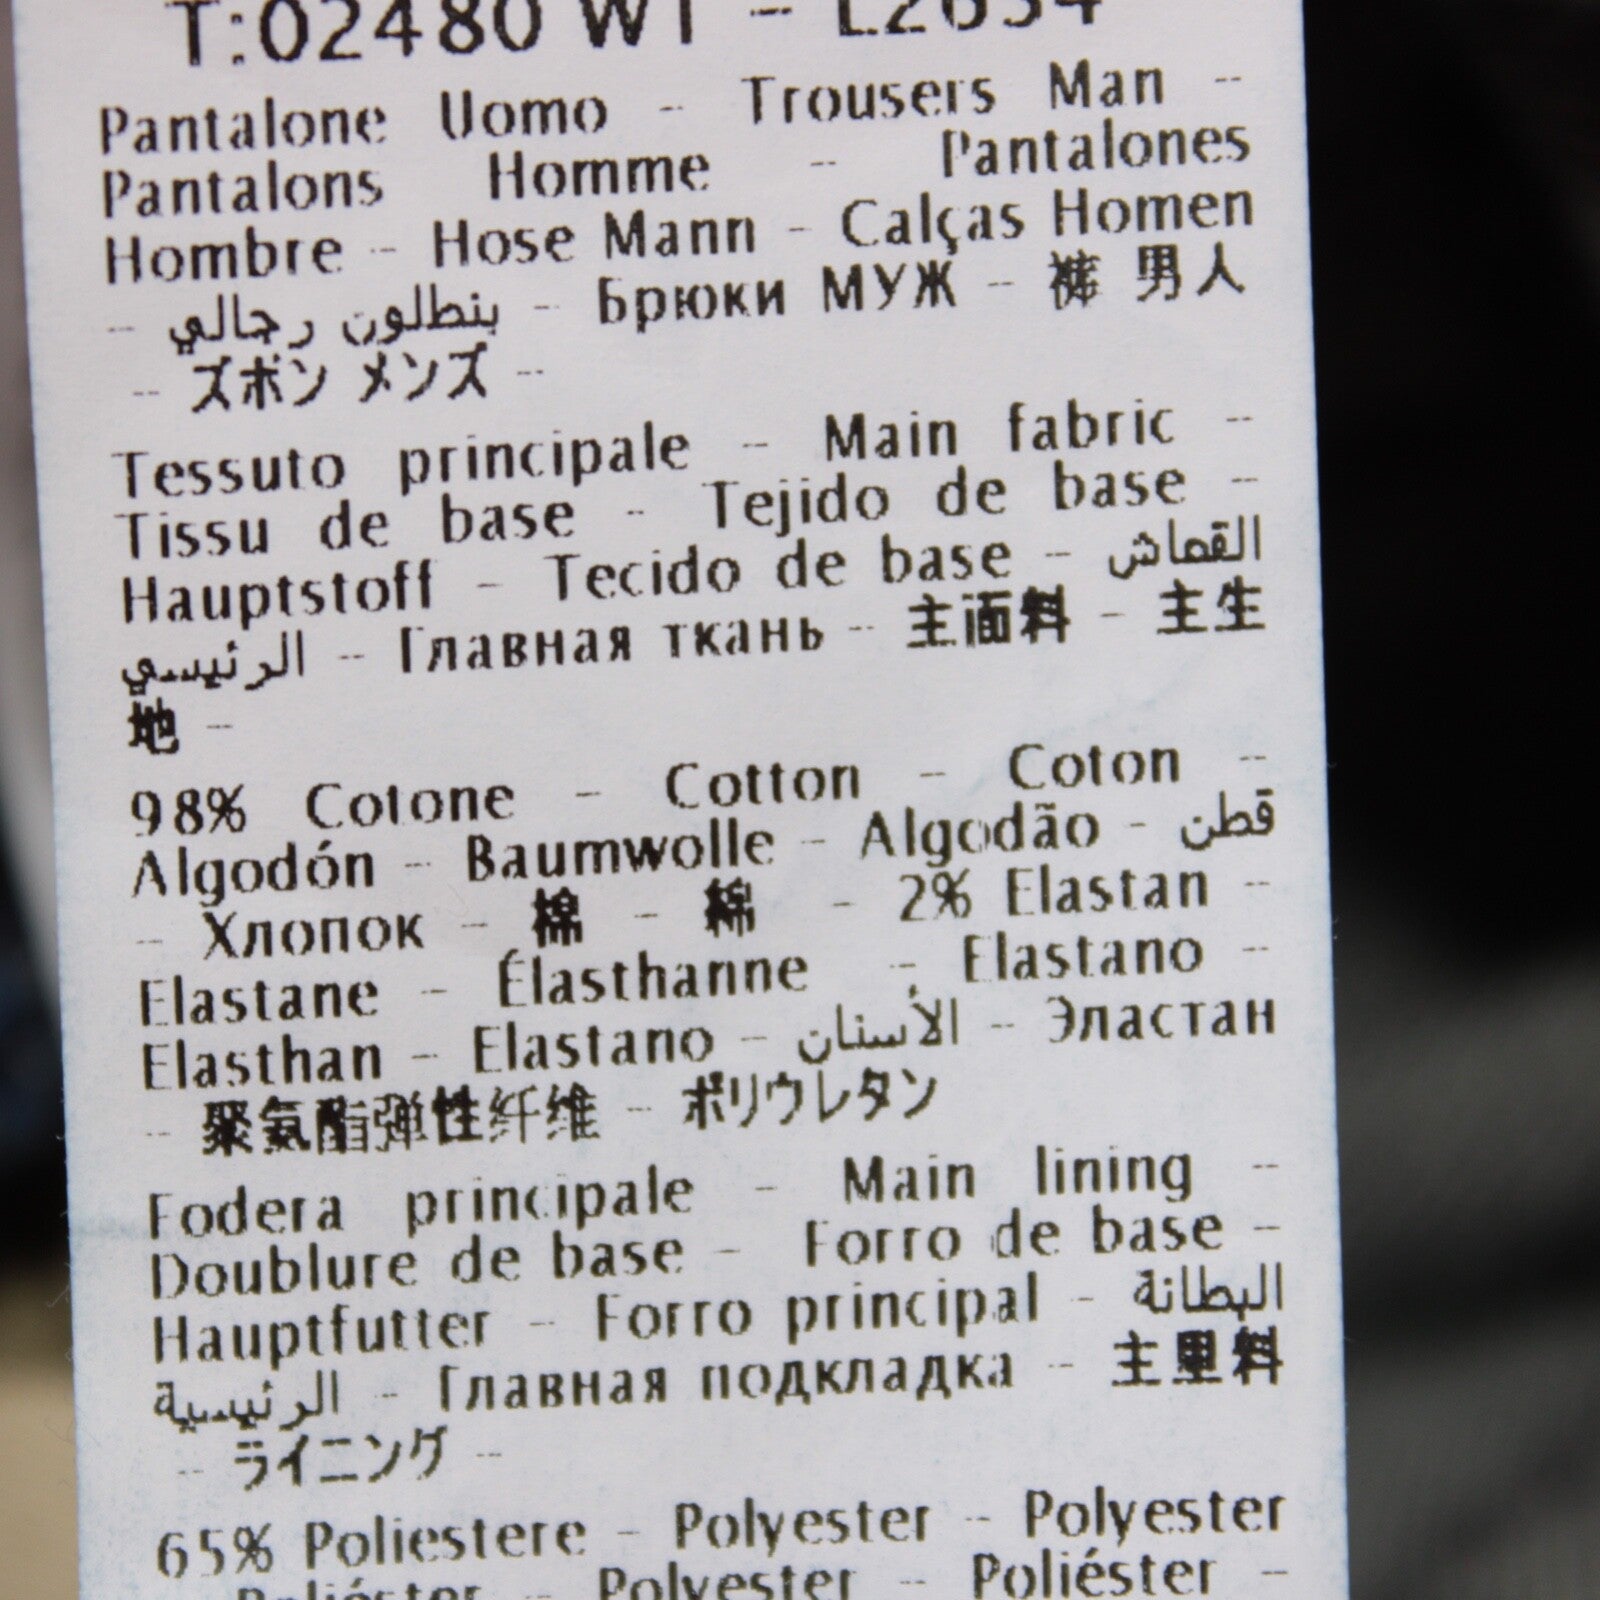 T:02480 WT - L2634
Pantalone Uomo - Trousers Man -
Pantalons Homme - Pantalones
Hombre - Hose Mann - Calças Homen
- بنطلون رجالي - Брюки МУЖ - 裤 男人
- ズボン メンズ -
Tessuto principale - Main fabric -
Tissu de base - Tejido de base -
Hauptstoff - Tecido de base - القماش
الرئيسي - Главная ткань - 主面料 - 主生
地 -
98% Cotone - Cotton - Coton -
Algodón - Baumwolle - Algodão - قطن
- Хлопок - 棉 - 綿 - 2% Elastan -
Elastane - Élasthanne - Elastano -
Elasthan - Elastano - الأسنان - Эластан
- 聚氨酯弹性纤维 - ポリウレタン
Fodera principale - Main lining -
Doublure de base - Forro de base -
Hauptfutter - Forro principal - البطانة
الرئيسية - Главная подкладка - 主里料
- ライニング -
65% Poliestere - Polyester - Polyester
Poliéster - Polyester - Poliéster -